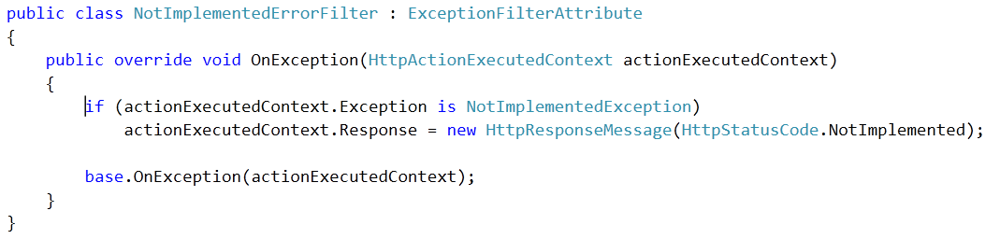 public class NotImplementedErrorFilter : ExceptionFilterAttribute
{
    public override void OnException(HttpActionExecutedContext actionExecutedContext)
    {
        if (actionExecutedContext.Exception is NotImplementedException)
            actionExecutedContext.Response = new HttpResponseMessage(HttpStatusCode.NotImplemented);

        base.OnException(actionExecutedContext);
    }
}